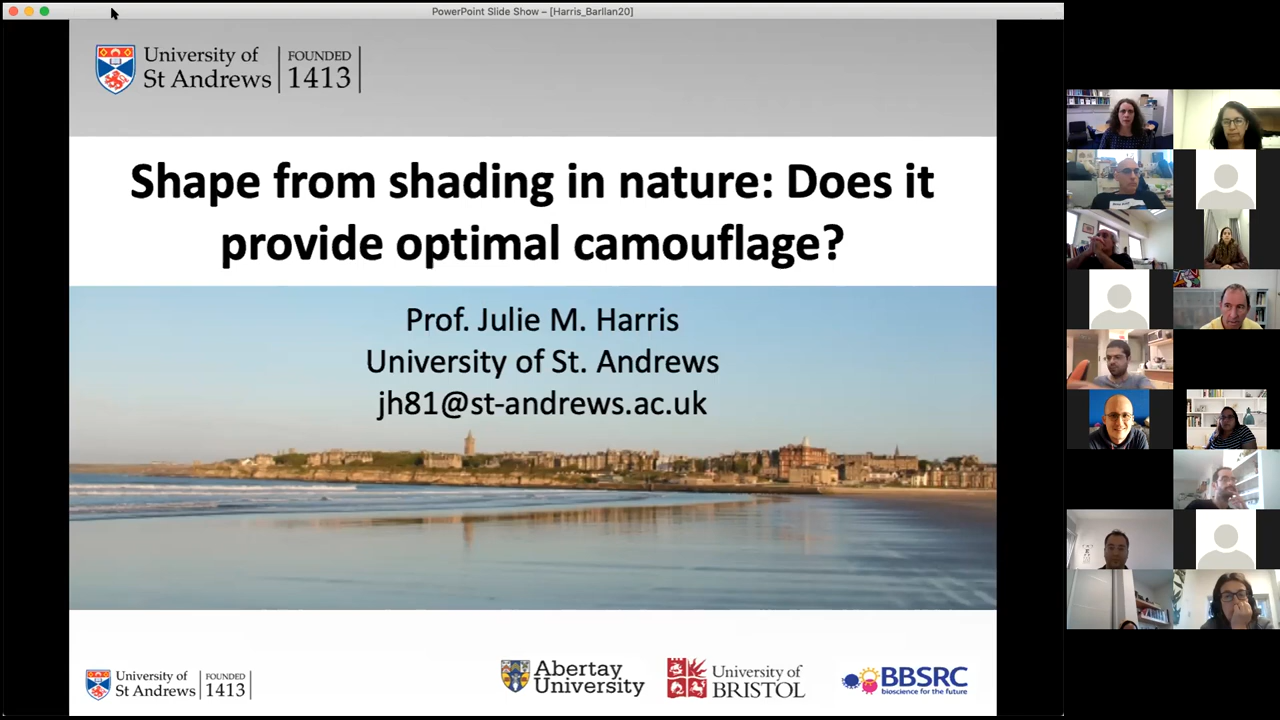 PowerPoint Slide Show – [Harris_BarIlan20]
University of
St Andrews
FOUNDED
1413
Shape from shading in nature: Does it
provide optimal camouflage?
Prof. Julie M. Harris
University of St. Andrews
jh81@st-andrews.ac.uk
University of
St Andrews
FOUNDED
1413
Abertay
University
University of
BRISTOL
BBSRC
bioscience for the future